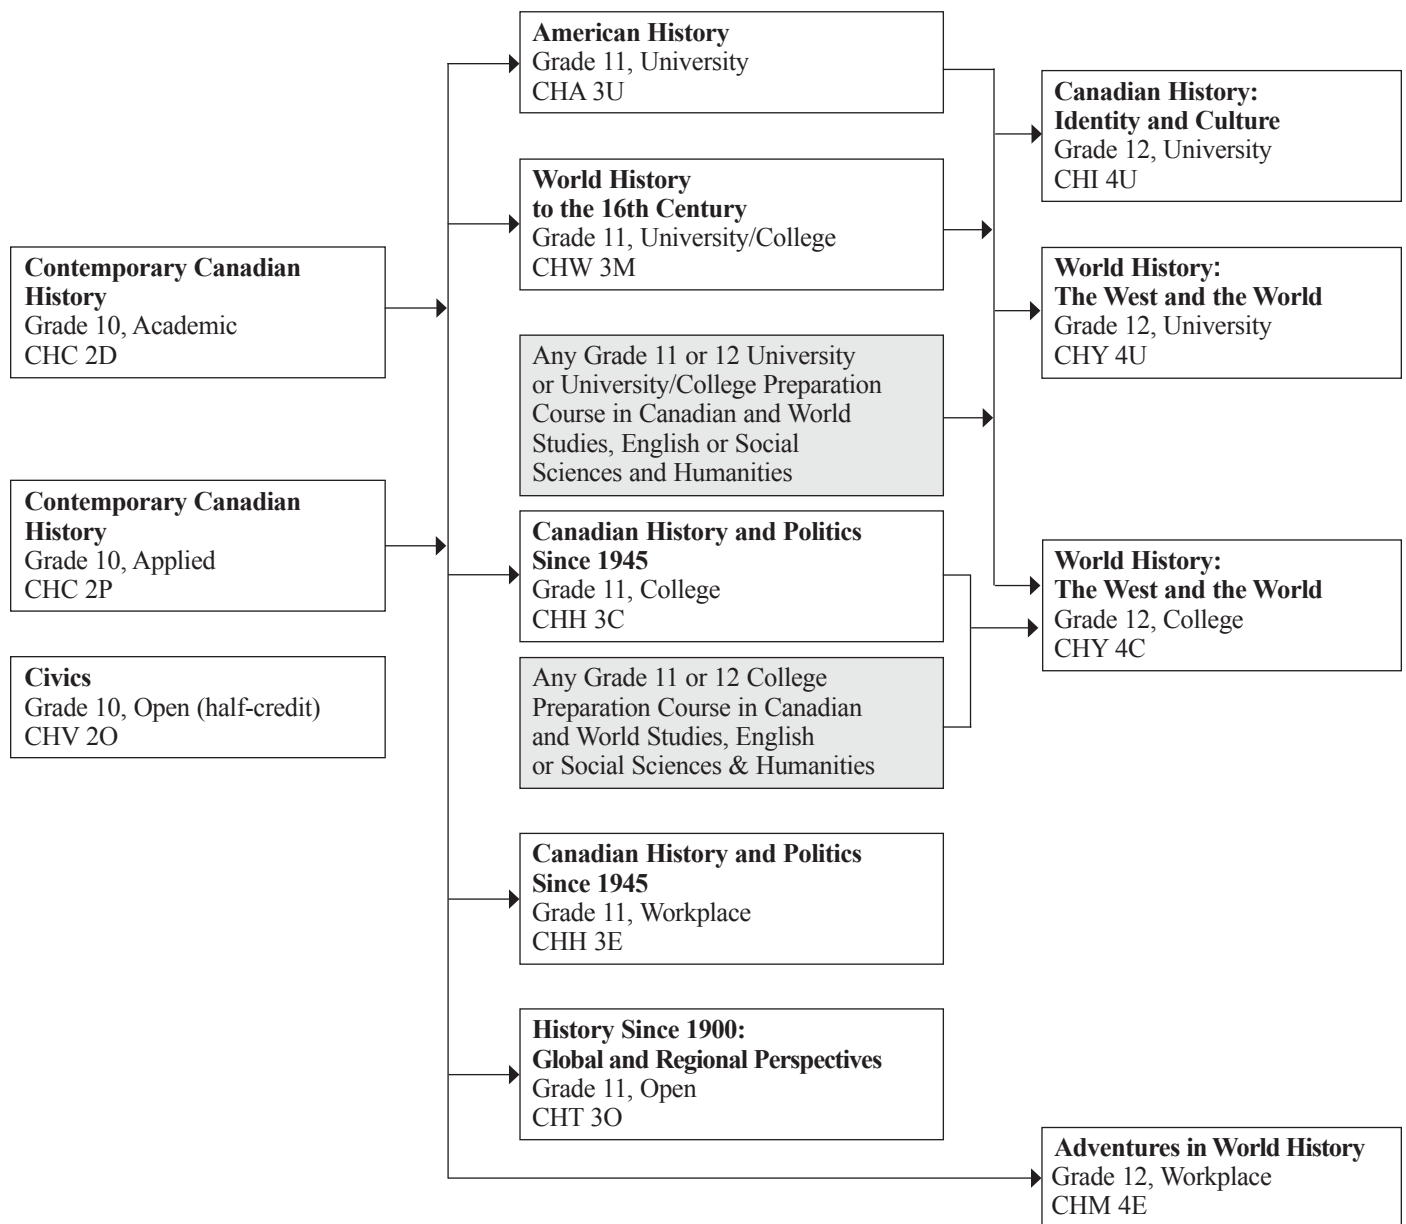 American History
Grade 11, University
CHA 3U
Canadian History:
Identity and Culture
Grade 12, University
CHI 4U
World History
to the 16th Century
Grade 11, University/College
CHW 3M
Contemporary Canadian
History
Grade 10, Academic
CHC 2D
World History:
The West and the World
Grade 12, University
CHY 4U
Any Grade 11 or 12 University
or University/College Preparation
Course in Canadian and World
Studies, English or Social
Sciences and Humanities
Contemporary Canadian
History
Grade 10, Applied
CHC 2P
Canadian History and Politics
Since 1945
Grade 11, College
CHH 3C
World History:
The West and the World
Grade 12, College
CHY 4C
Civics
Grade 10, Open (half-credit)
CHV 2O
Any Grade 11 or 12 College
Preparation Course in Canadian
and World Studies, English
or Social Sciences & Humanities
Canadian History and Politics
Since 1945
Grade 11, Workplace
CHH 3E
History Since 1900:
Global and Regional Perspectives
Grade 11, Open
CHT 3O
Adventures in World History
Grade 12, Workplace
CHM 4E